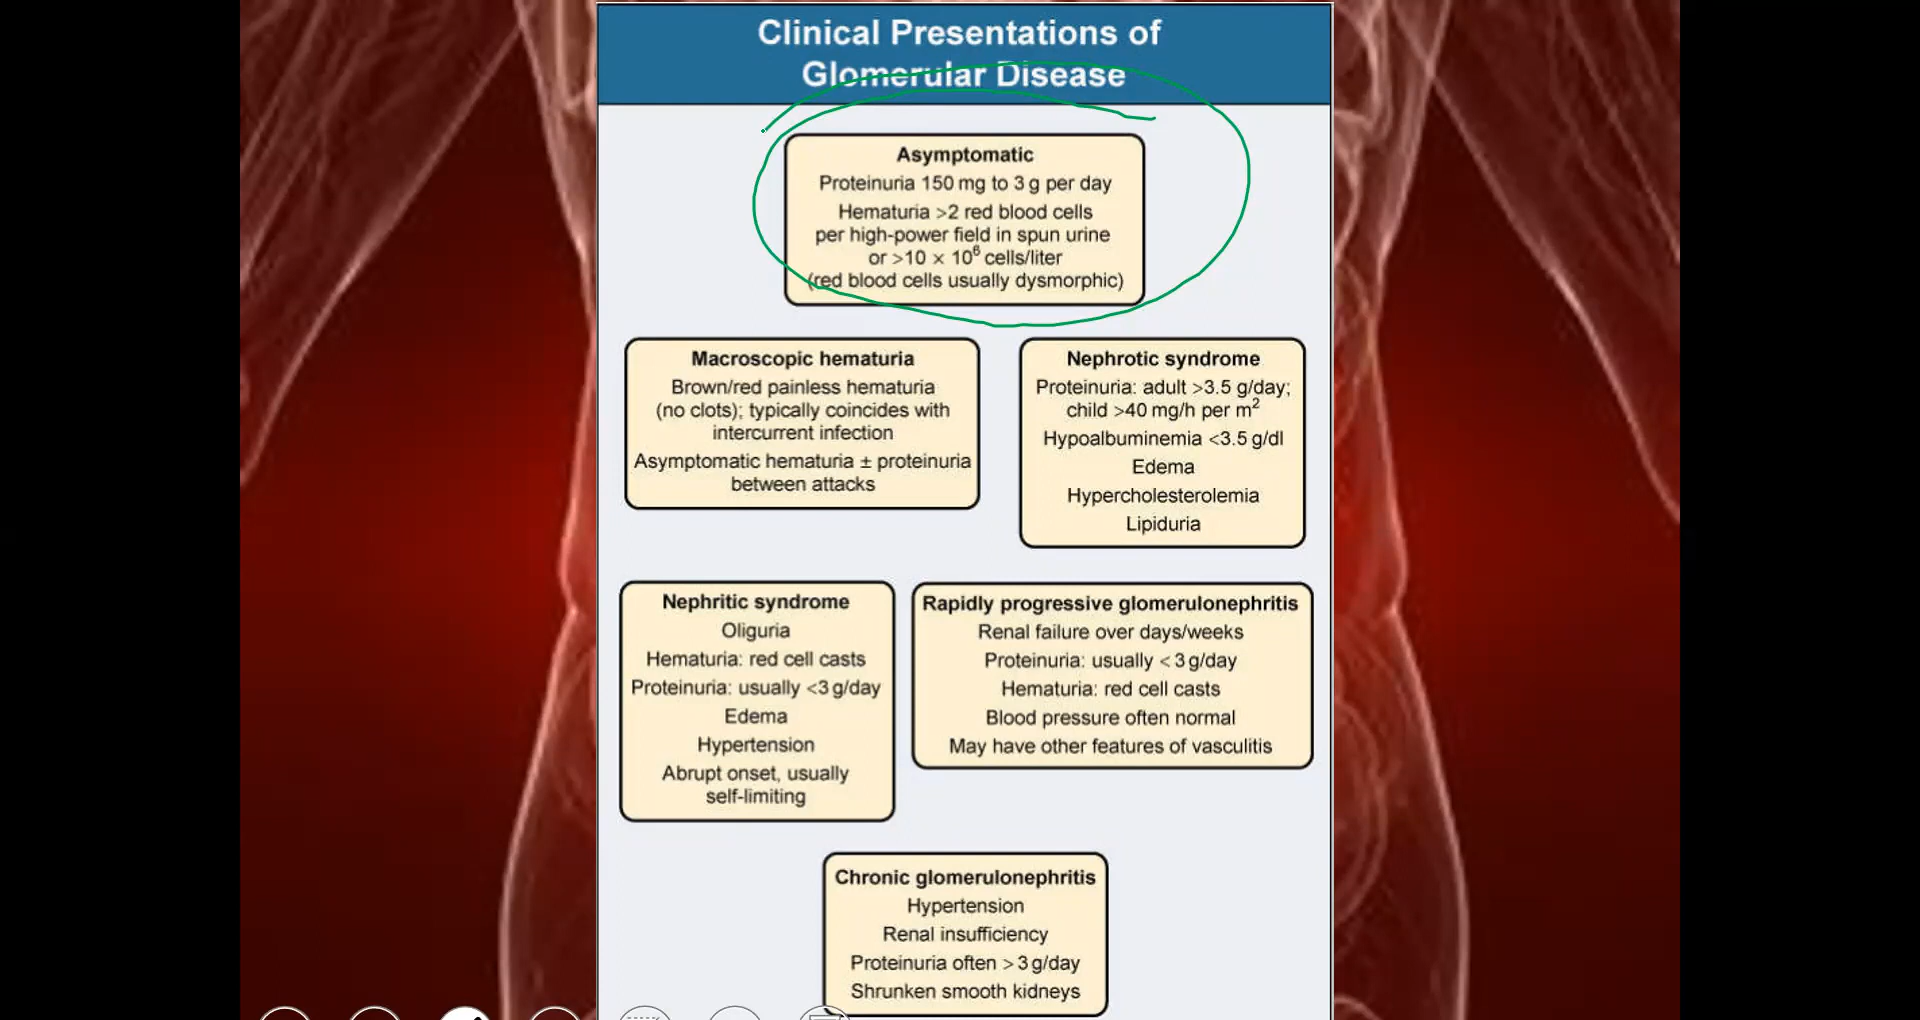 Clinical Presentations of
Glomerular Disease
Asymptomatic
Proteinuria 150 mg to 3 g per day
Hematuria >2 red blood cells
per high-power field in spun urine
or >10 × 10⁶ cells/liter
(red blood cells usually dysmorphic)
Macroscopic hematuria
Brown/red painless hematuria
(no clots); typically coincides with
intercurrent infection
Asymptomatic hematuria ± proteinuria
between attacks
Nephrotic syndrome
Proteinuria: adult >3.5 g/day;
child >40 mg/h per m²
Hypoalbuminemia <3.5 g/dl
Edema
Hypercholesterolemia
Lipiduria
Nephritic syndrome
Oliguria
Hematuria: red cell casts
Proteinuria: usually <3 g/day
Edema
Hypertension
Abrupt onset, usually
self-limiting
Rapidly progressive glomerulonephritis
Renal failure over days/weeks
Proteinuria: usually < 3 g/day
Hematuria: red cell casts
Blood pressure often normal
May have other features of vasculitis
Chronic glomerulonephritis
Hypertension
Renal insufficiency
Proteinuria often > 3 g/day
Shrunken smooth kidneys